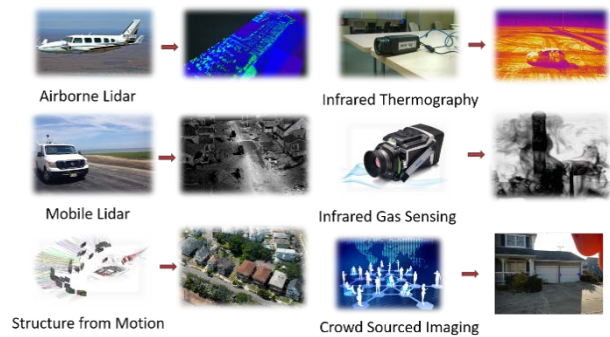 Airborne Lidar
Infrared Thermography
Mobile Lidar
Infrared Gas Sensing
Structure from Motion
Crowd Sourced Imaging